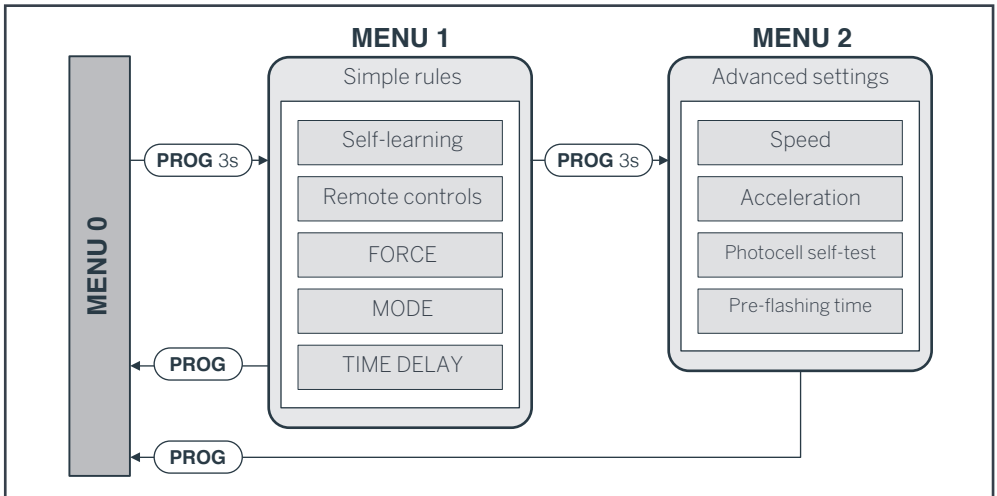 MENU 1
MENU 2
Simple rules
Advanced settings
Self-learning
Speed
PROG 3s
PROG 3s
Remote controls
Acceleration
MENU 0
FORCE
Photocell self-test
MODE
Pre-flashing time
PROG
TIME DELAY
PROG